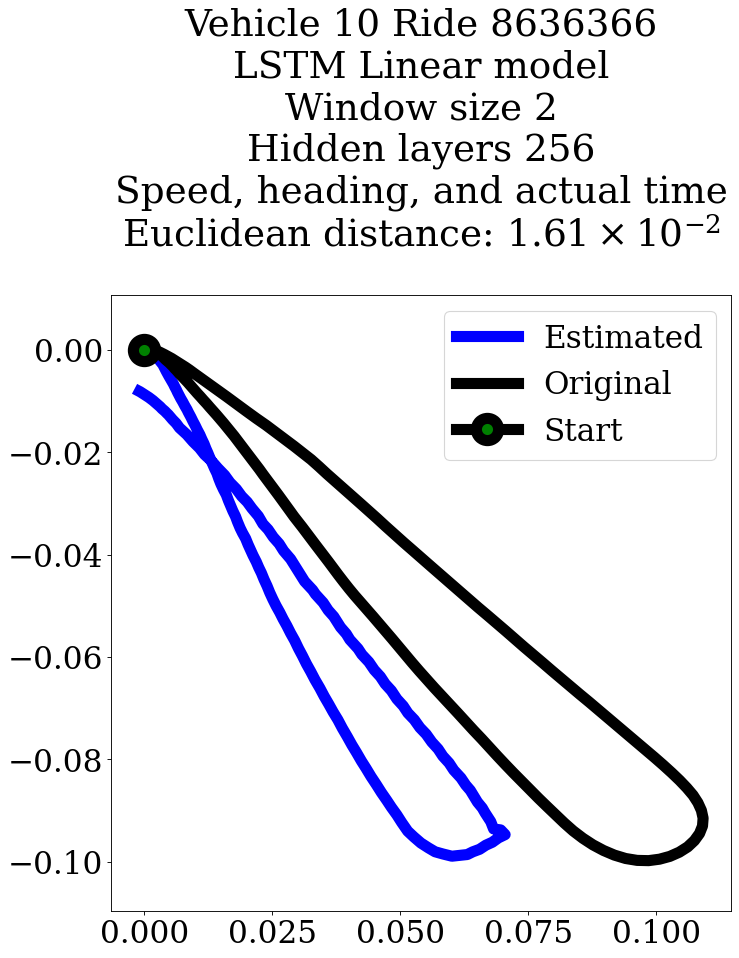 Vehicle 10 Ride 8636366
LSTM Linear model
Window size 2
Hidden layers 256
Speed, heading, and actual time
Euclidean distance: 1.61 × 10⁻²
Estimated
Original
Start
0.00
−0.02
−0.04
−0.06
−0.08
−0.10
0.000 0.025 0.050 0.075 0.100